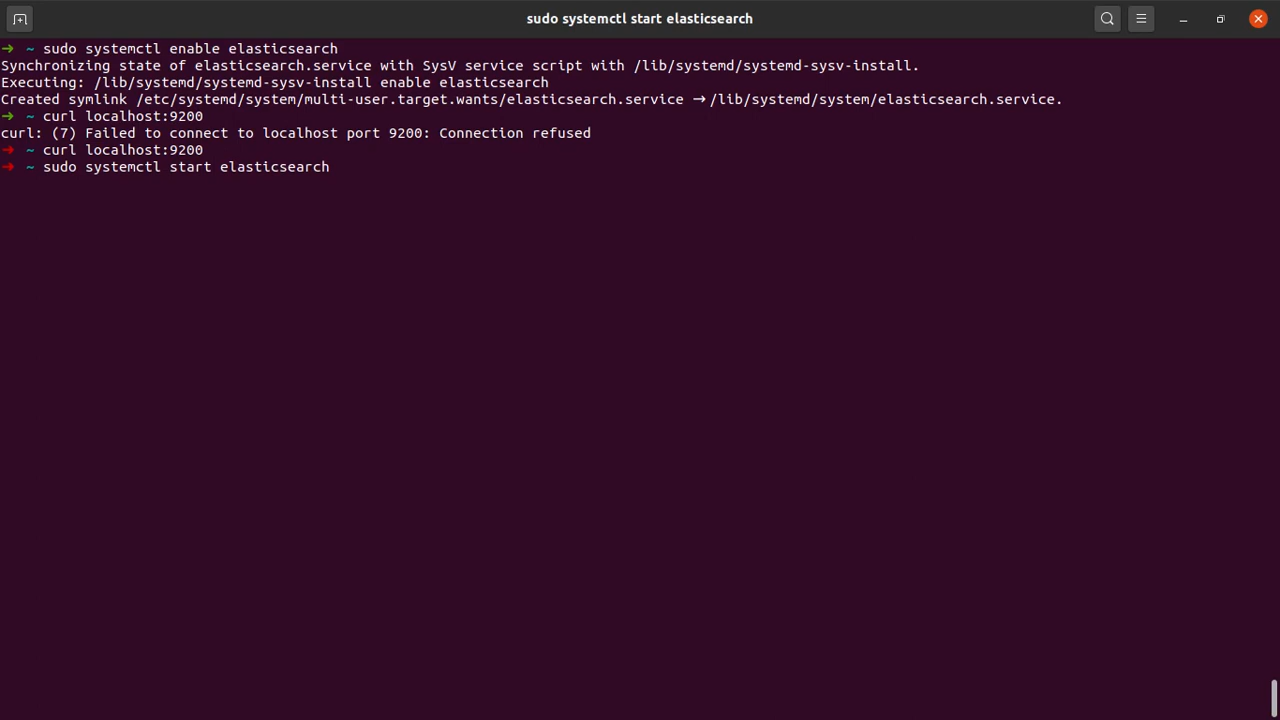 sudo systemctl start elasticsearch
➜ ~ sudo systemctl enable elasticsearch
Synchronizing state of elasticsearch.service with SysV service script with /lib/systemd/systemd-sysv-install.
Executing: /lib/systemd/systemd-sysv-install enable elasticsearch
Created symlink /etc/systemd/system/multi-user.target.wants/elasticsearch.service → /lib/systemd/system/elasticsearch.service.
➜ ~ curl localhost:9200
curl: (7) Failed to connect to localhost port 9200: Connection refused
➜ ~ curl localhost:9200
➜ ~ sudo systemctl start elasticsearch